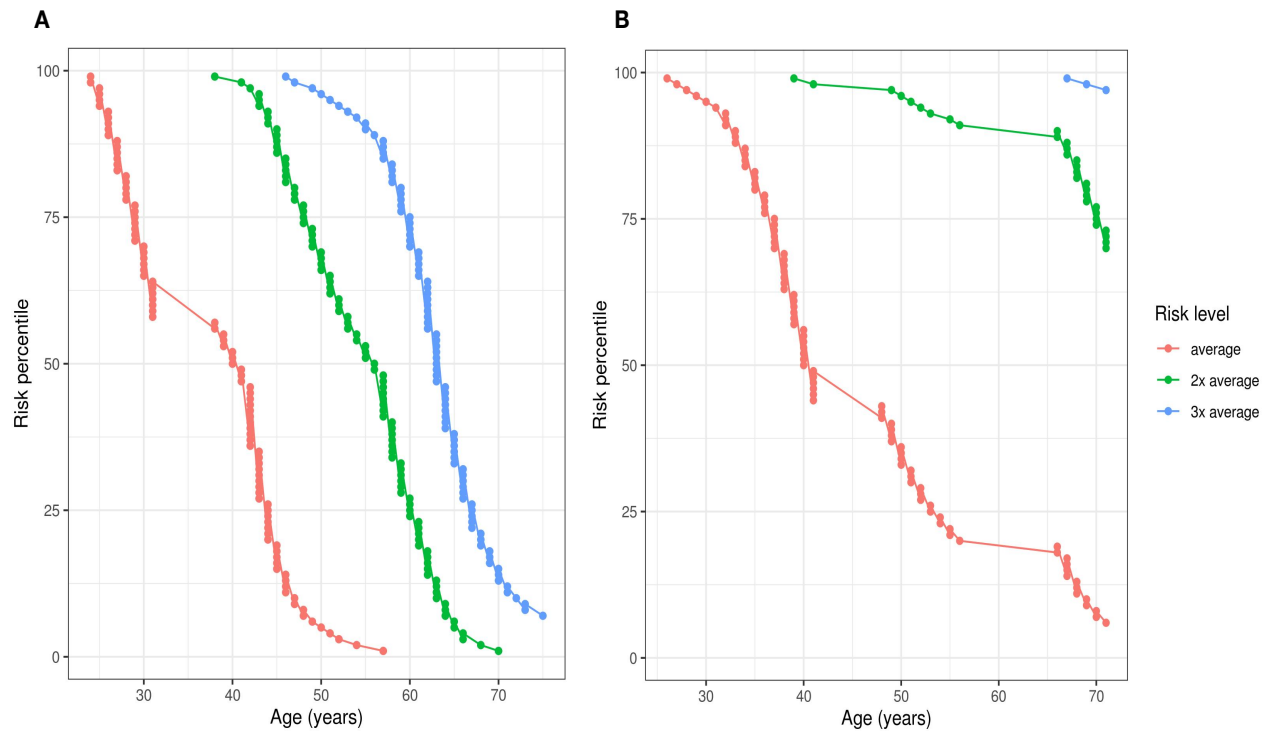 A
B
100
75
50
25
0
Risk percentile
30 40 50 60 70
Age (years)
100
75
50
25
0
Risk percentile
30 40 50 60 70
Age (years)
Risk level
average
2x average
3x average